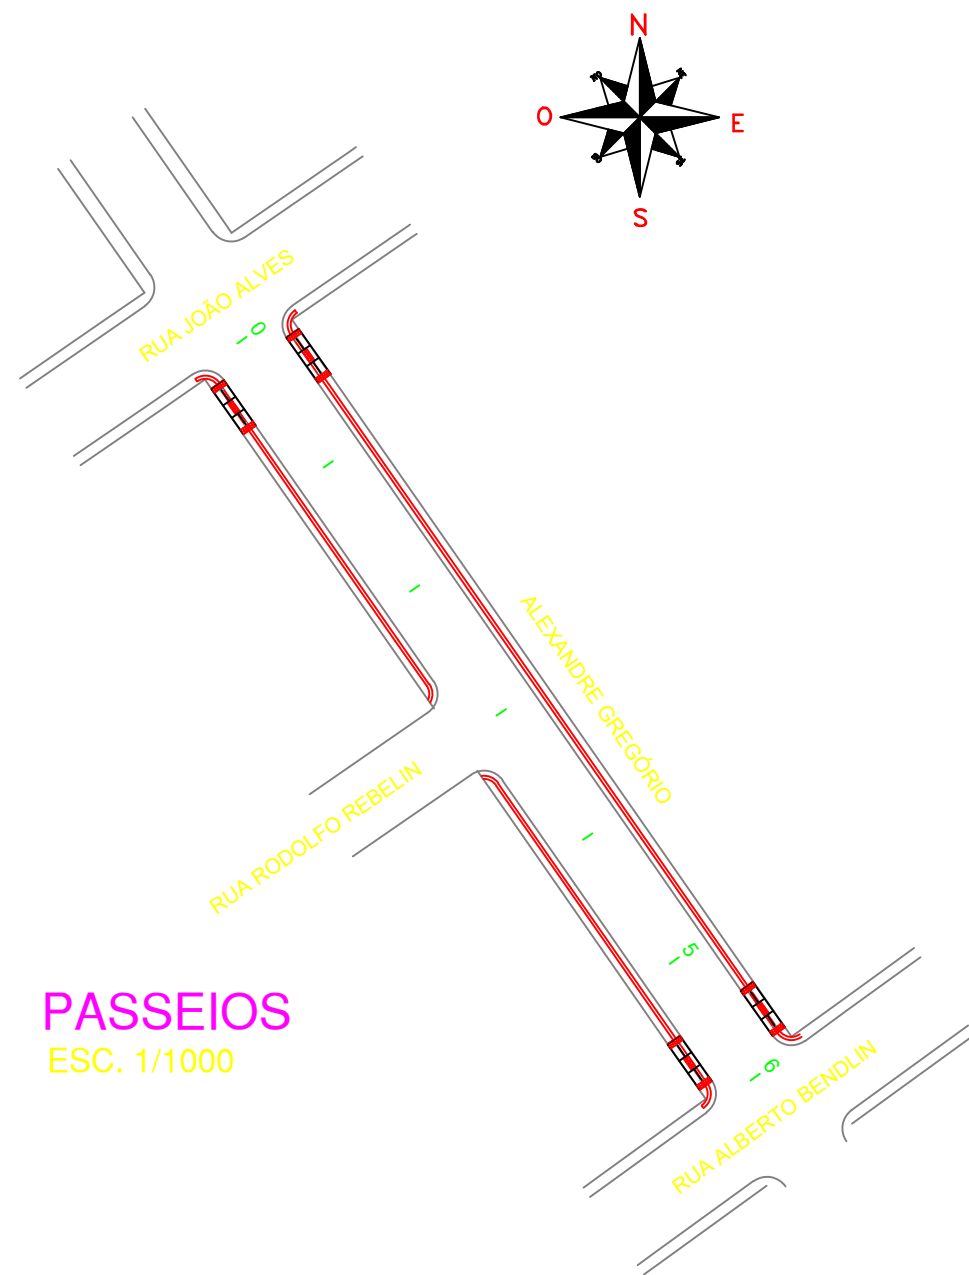 N
O
E
S
RUA JOÃO ALVES
0
ALEXANDRE GREGÓRIO
RUA RODOLFO REBELIN
5
PASSEIOS
ESC. 1/1000
6
RUA ALBERTO BENDLIN